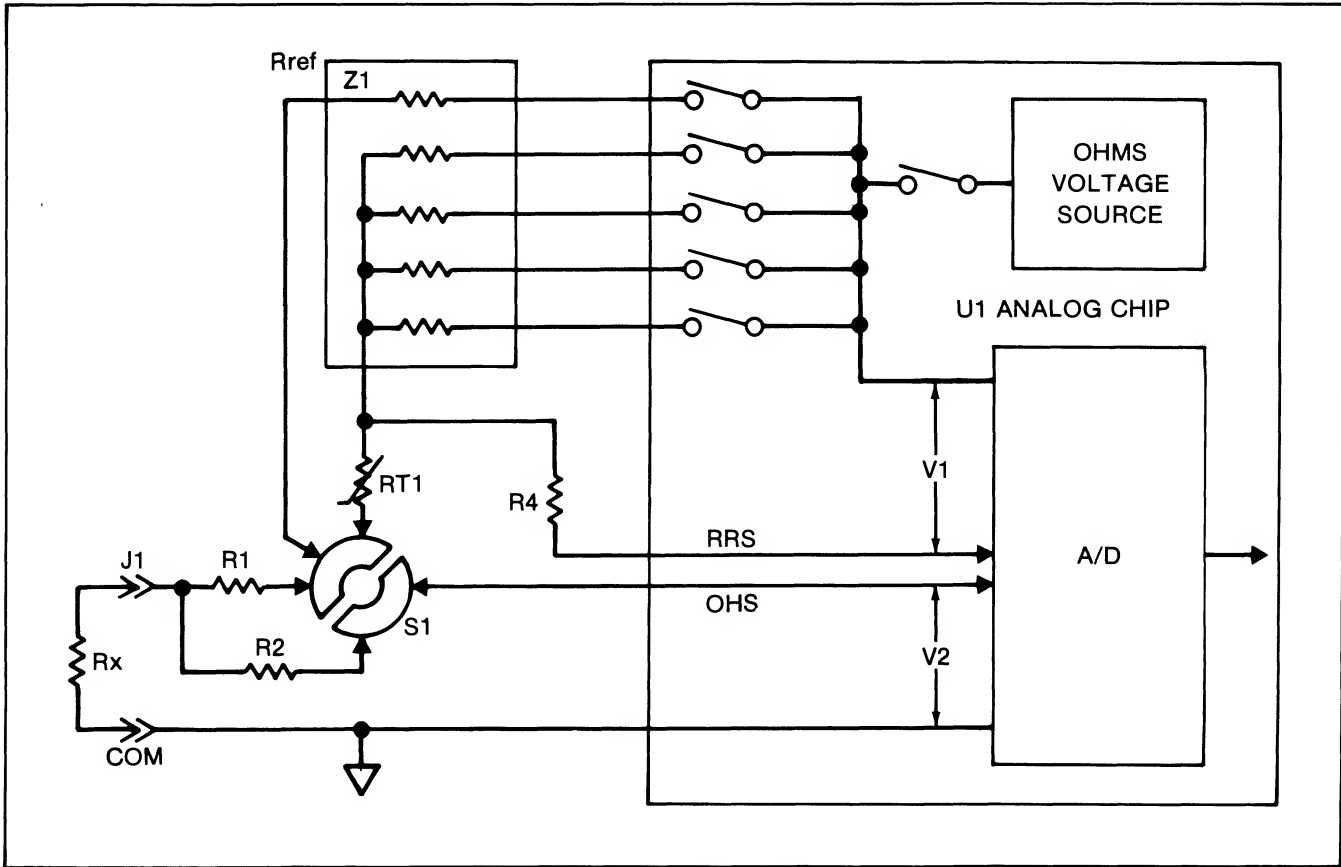 Rref
Z1
OHMS
VOLTAGE
SOURCE
U1 ANALOG CHIP
RT1
R4
V1
RRS
A/D
J1
R1
OHS
S1
R2
V2
Rx
COM